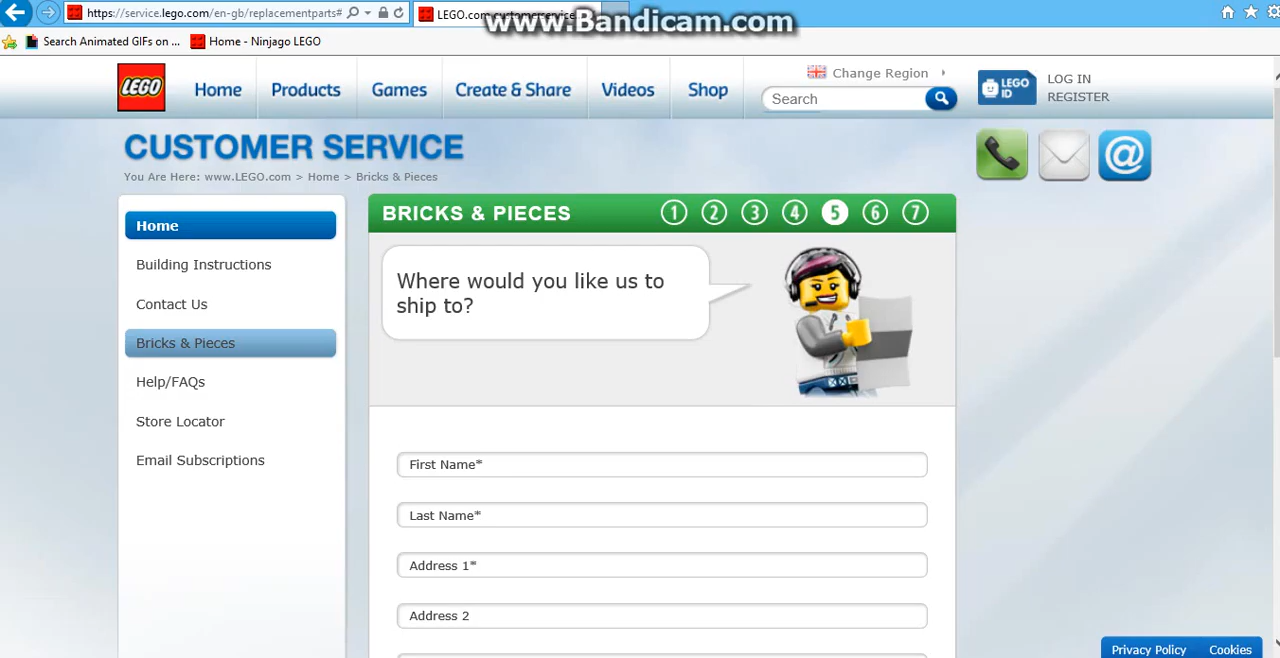 https://service.lego.com/en-gb/replacementparts#
LEGO.com customerservice
www.Bandicam.com
Search Animated GIFs on ...
Home - Ninjago LEGO
LEGO
Home
Products
Games
Create & Share
Videos
Shop
Change Region
Search
LEGO ID
LOG IN
REGISTER
CUSTOMER SERVICE
You Are Here: www.LEGO.com > Home > Bricks & Pieces
Home
Building Instructions
Contact Us
Bricks & Pieces
Help/FAQs
Store Locator
Email Subscriptions
BRICKS & PIECES
1 2 3 4 5 6 7
Where would you like us to
ship to?
First Name*
Last Name*
Address 1*
Address 2
Privacy Policy
Cookies